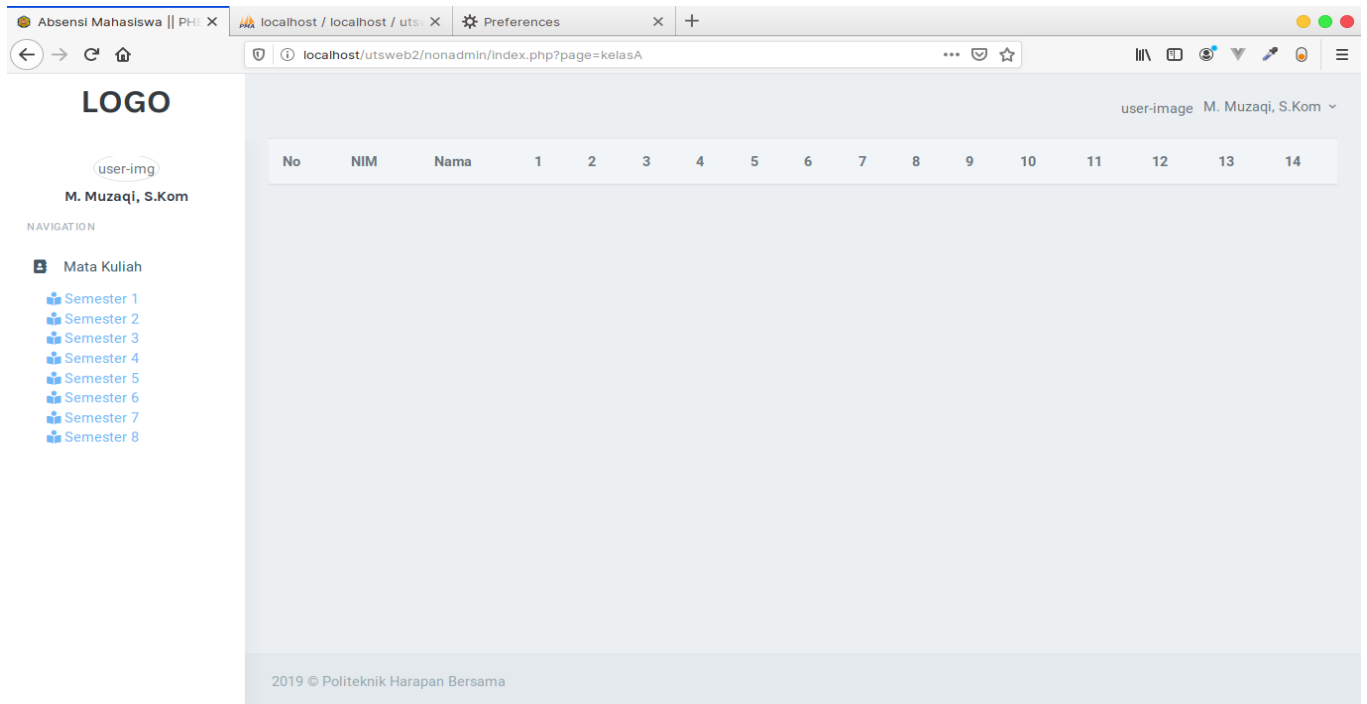 Absensi Mahasiswa || PHB
localhost / localhost / utsw
Preferences
localhost/utsweb2/nonadmin/index.php?page=kelasA
LOGO
user-image M. Muzaqi, S.Kom
user-img
M. Muzaqi, S.Kom
NAVIGATION
Mata Kuliah
Semester 1
Semester 2
Semester 3
Semester 4
Semester 5
Semester 6
Semester 7
Semester 8
No NIM Nama 1 2 3 4 5 6 7 8 9 10 11 12 13 14
2019 © Politeknik Harapan Bersama